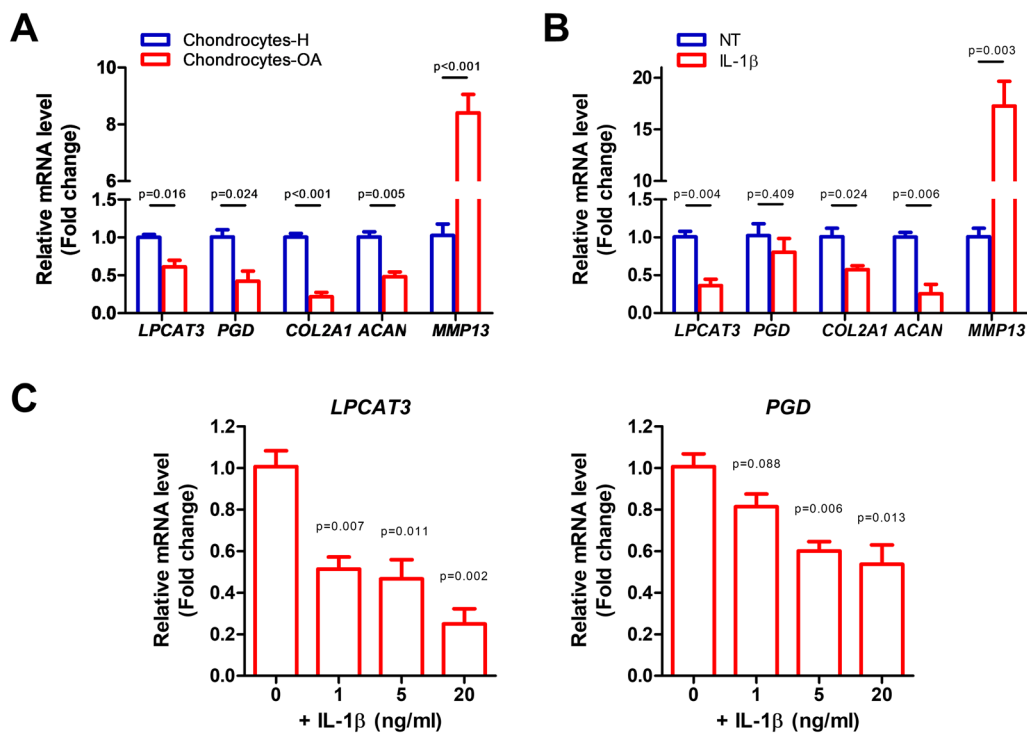 A
Chondrocytes-H
Chondrocytes-OA
Relative mRNA level
(Fold change)
10
8
6
1.5
1.0
0.5
0.0
p=0.016
p=0.024
p<0.001
p=0.005
p<0.001
LPCAT3 PGD COL2A1 ACAN MMP13
B
NT
IL-1β
Relative mRNA level
(Fold change)
20
15
10
1.5
1.0
0.5
0.0
p=0.004
p=0.409
p=0.024
p=0.006
p=0.003
LPCAT3 PGD COL2A1 ACAN MMP13
C
LPCAT3
Relative mRNA level
(Fold change)
1.2
1.0
0.8
0.6
0.4
0.2
0.0
p=0.007
p=0.011
p=0.002
0 1 5 20
+ IL-1β (ng/ml)
PGD
Relative mRNA level
(Fold change)
1.2
1.0
0.8
0.6
0.4
0.2
0.0
p=0.088
p=0.006
p=0.013
0 1 5 20
+ IL-1β (ng/ml)